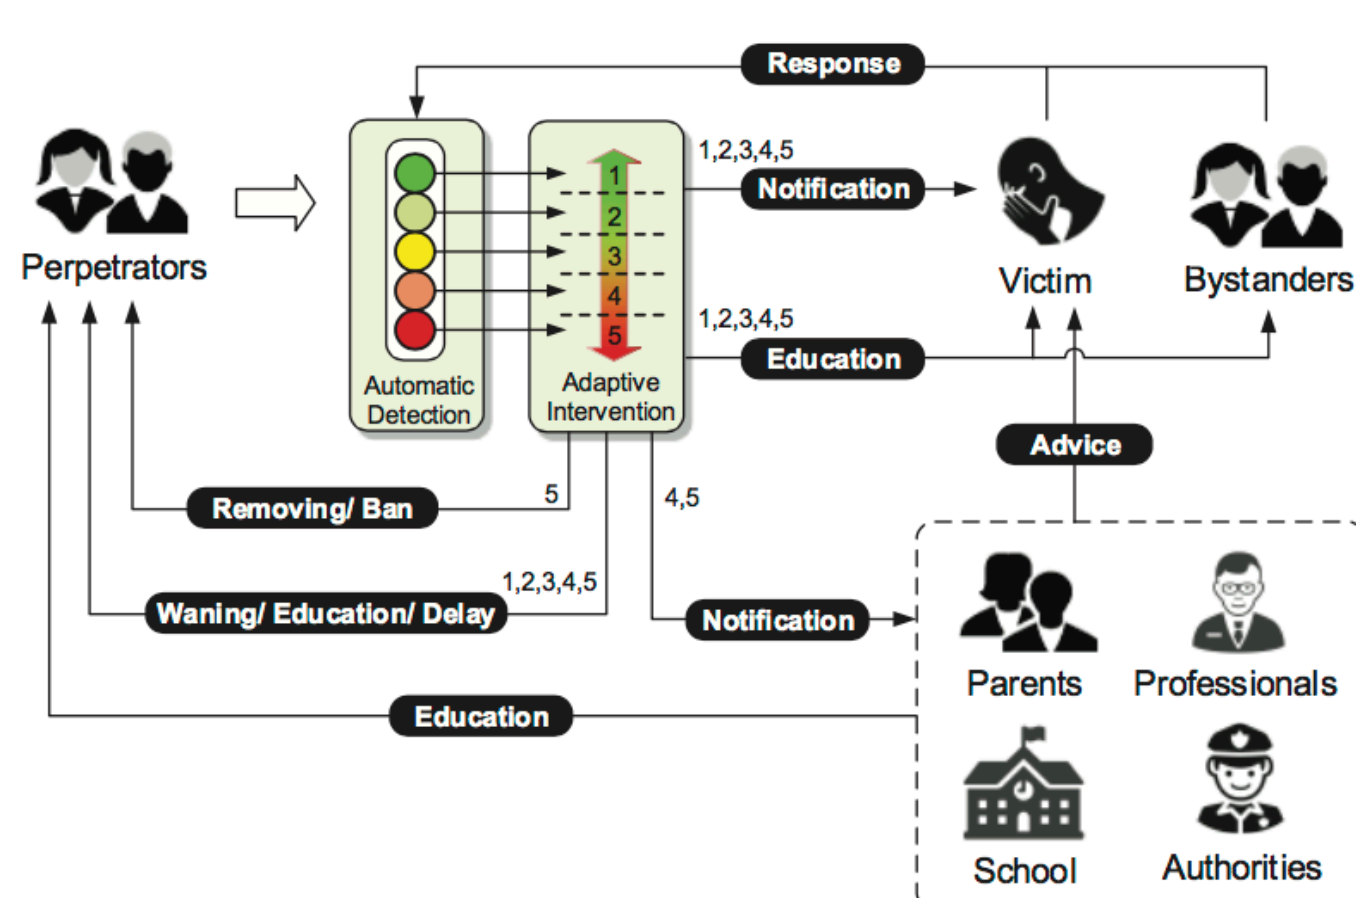 Response
1,2,3,4,5
Notification
Perpetrators
1
2
3
4
5
Victim
Bystanders
1,2,3,4,5
Education
Automatic
Detection
Adaptive
Intervention
Advice
Removing/ Ban
5
4,5
1,2,3,4,5
Waning/ Education/ Delay
Notification
Parents
Professionals
Education
School
Authorities